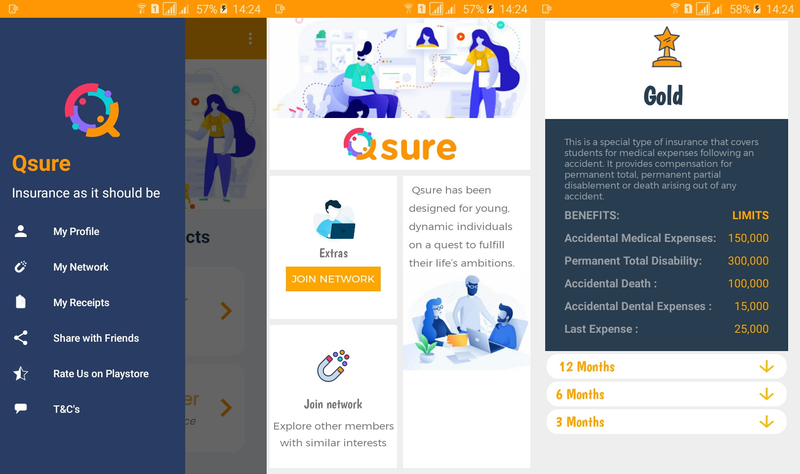 57% 14:24
Qsure
Insurance as it should be
My Profile
My Network
My Receipts
Share with Friends
Rate Us on Playstore
T&C's
cts
57% 14:24
Qsure
Extras
JOIN NETWORK
Join network
Explore other members
with similar interests
Qsure has been
designed for young,
dynamic individuals
on a quest to fulfill
their life's ambitions.
58% 14:24
Gold
This is a special type of insurance that covers
students for medical expenses following an
accident. It provides compensation for
permanent total, permanent partial
disablement or death arising out of any
accident.
BENEFITS: LIMITS
Accidental Medical Expenses: 150,000
Permanent Total Disability: 300,000
Accidental Death : 100,000
Accidental Dental Expenses : 15,000
Last Expense : 25,000
12 Months
6 Months
3 Months